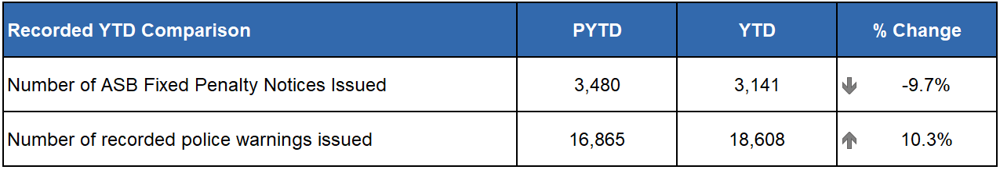 Recorded YTD Comparison PYTD YTD % Change
Number of ASB Fixed Penalty Notices Issued 3,480 3,141 -9.7%
Number of recorded police warnings issued 16,865 18,608 10.3%